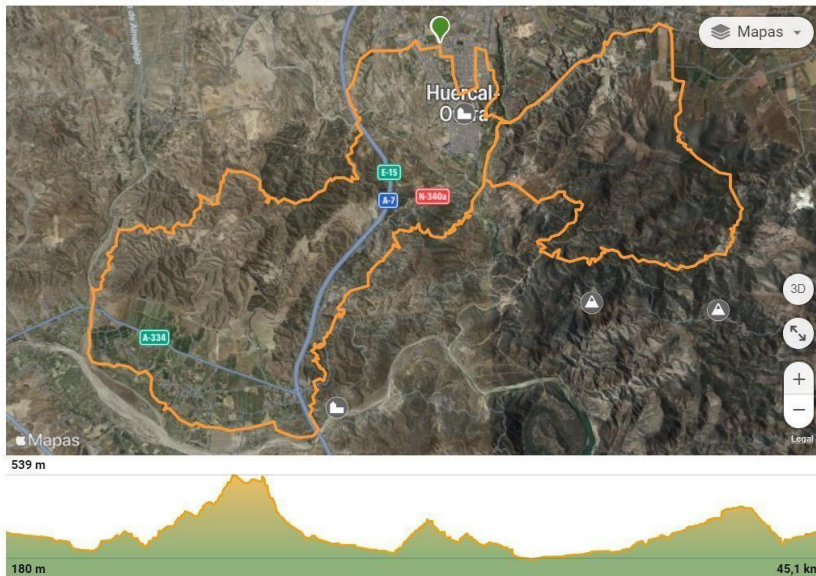 Mapas
Huercal-
Overa
E-15
A-7
N-340a
3D
A-334
+
−
Mapas
Legal
539 m
180 m
45,1 km